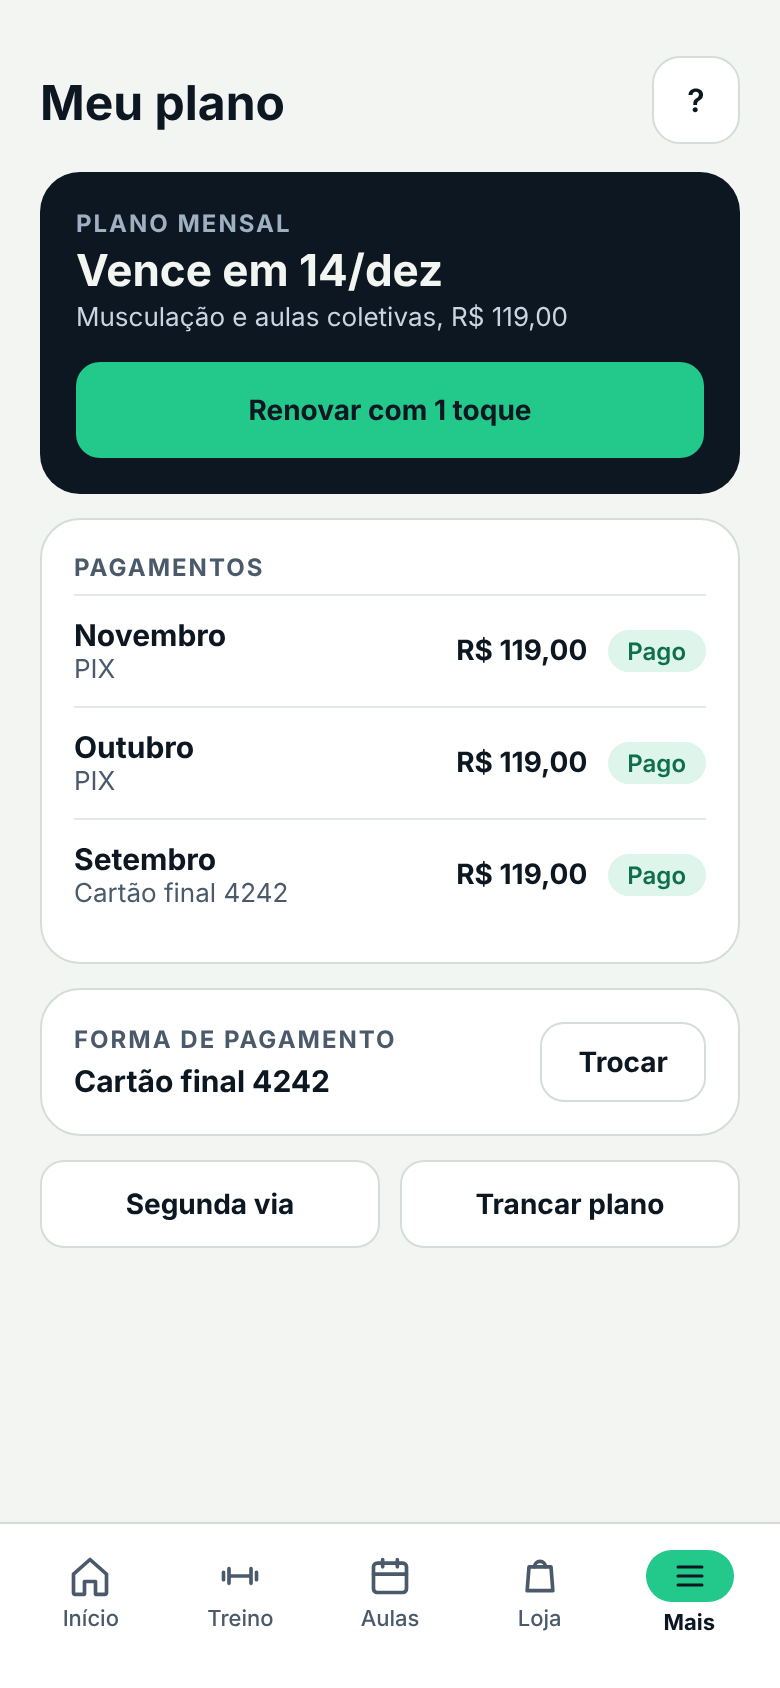 Meu plano
?
PLANO MENSAL
Vence em 14/dez
Musculação e aulas coletivas, R$ 119,00
Renovar com 1 toque
PAGAMENTOS
Novembro
PIX
R$ 119,00
Pago
Outubro
PIX
R$ 119,00
Pago
Setembro
Cartão final 4242
R$ 119,00
Pago
FORMA DE PAGAMENTO
Cartão final 4242
Trocar
Segunda via
Trancar plano
Início
Treino
Aulas
Loja
Mais